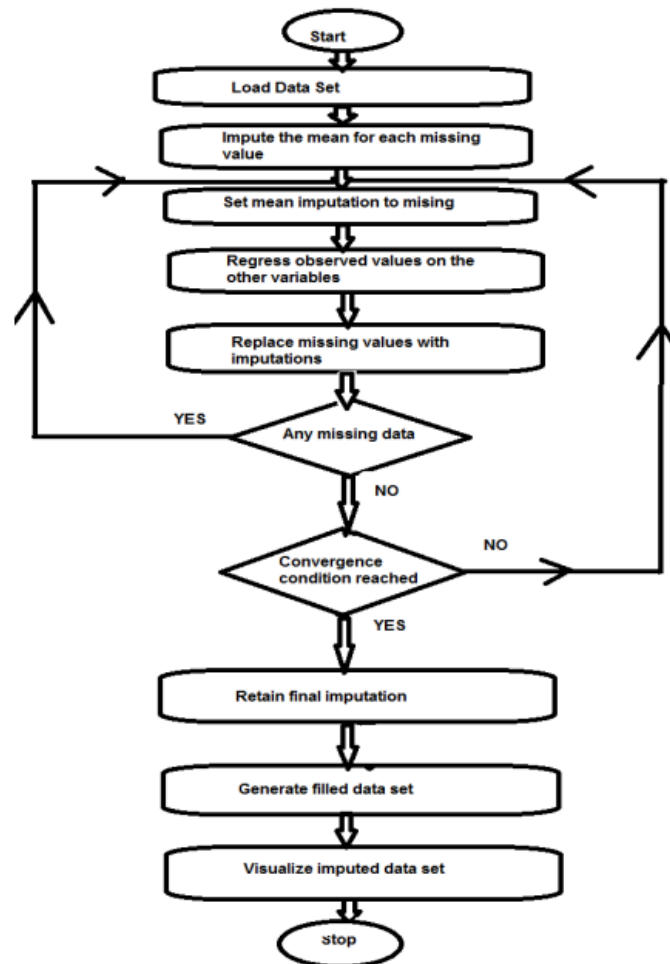 Start
Load Data Set
Impute the mean for each missing
value
Set mean imputation to mising
Regress observed values on the
other variables
Replace missing values with
imputations
YES
Any missing data
NO
Convergence
condition reached
NO
YES
Retain final imputation
Generate filled data set
Visualize imputed data set
Stop